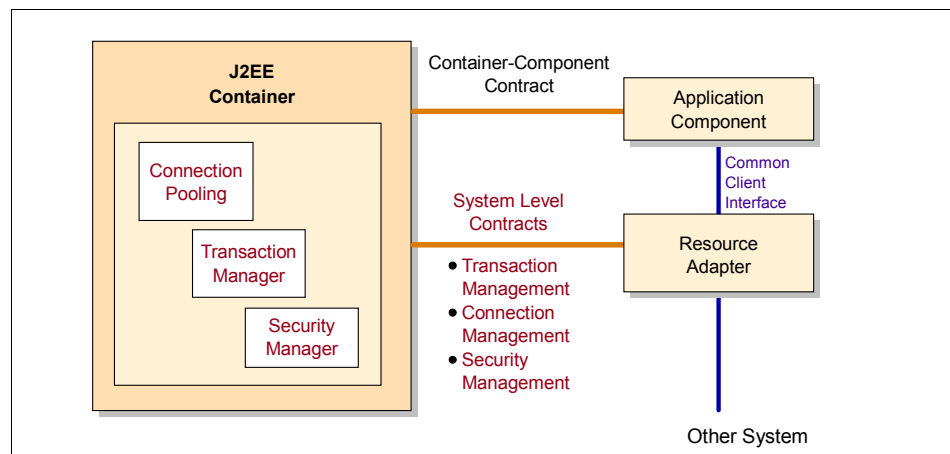 J2EE
Container
Connection
Pooling
Transaction
Manager
Security
Manager
Container-Component
Contract
System Level
Contracts
● Transaction
Management
● Connection
Management
● Security
Management
Application
Component
Common
Client
Interface
Resource
Adapter
Other System